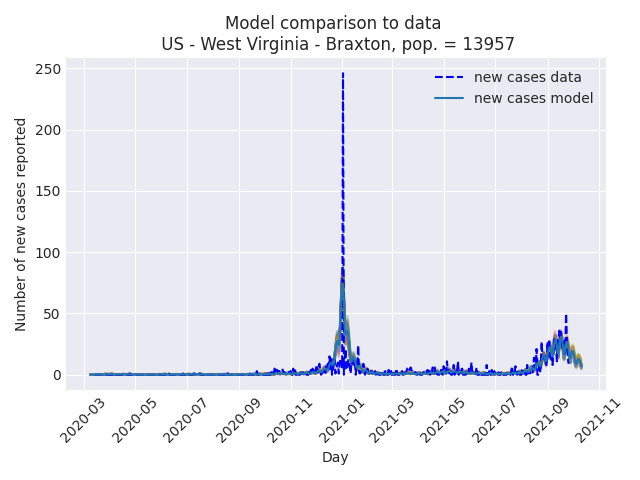 Model comparison to data
US - West Virginia - Braxton, pop. = 13957
new cases data
new cases model
Number of new cases reported
250
200
150
100
50
0
2020-03
2020-05
2020-07
2020-09
2020-11
2021-01
2021-03
2021-05
2021-07
2021-09
2021-11
Day